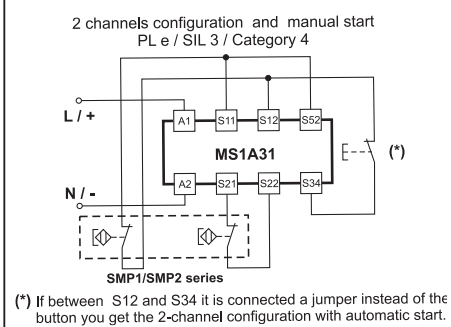 2 channels configuration and manual start
PL e / SIL 3 / Category 4
L / +
A1
S11
S12
S52
MS1A31
(*)
N / -
A2
S21
S22
S34
SMP1/SMP2 series
(*) If between S12 and S34 it is connected a jumper instead of the
button you get the 2-channel configuration with automatic start.